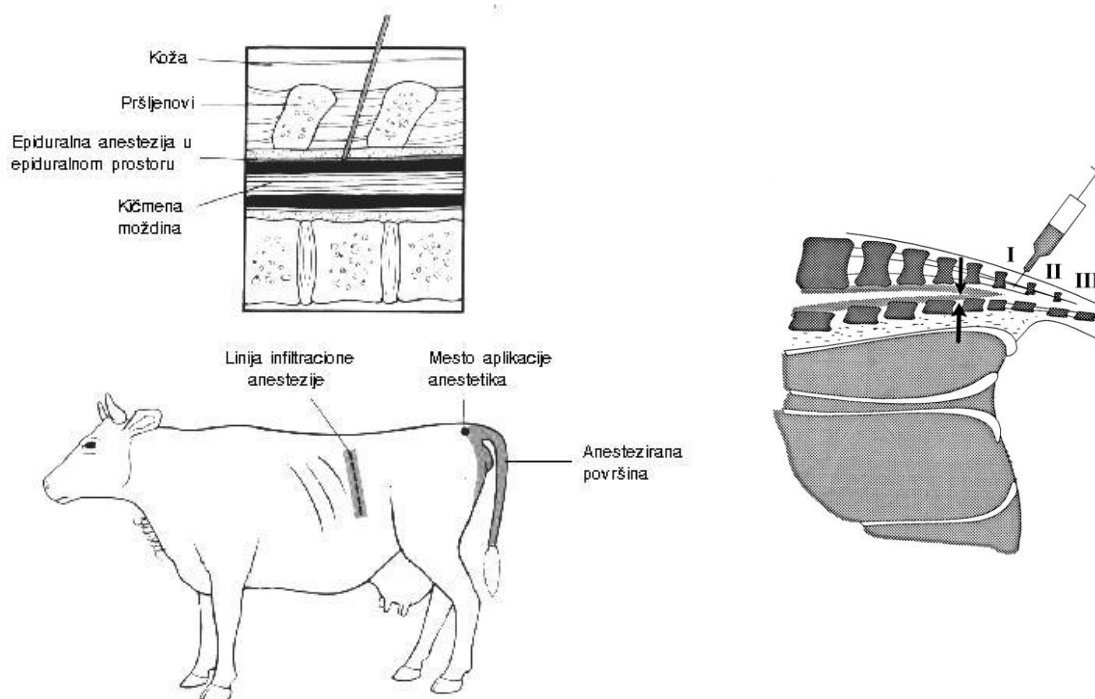 Koža
Pršljenovi
Epiduralna anestezija u
epiduralnom prostoru
Kičmena
moždina
I
II
III
Linija infiltracione
anestezije
Mesto aplikacije
anestetika
Anestezirana
površina